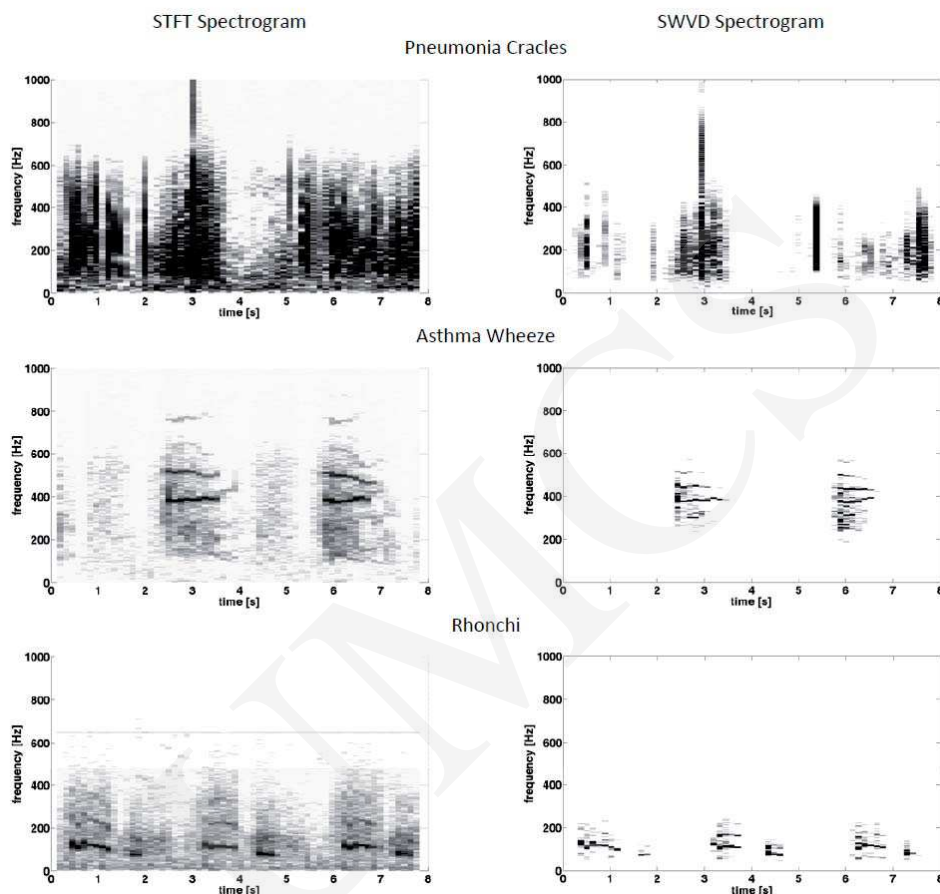 STFT Spectrogram SWVD Spectrogram
Pneumonia Cracles
1000 1000
800 800
600 600
400 400
200 200
0 0
frequency [Hz] frequency [Hz]
0 1 2 3 4 5 6 7 8 0 1 2 3 4 5 6 7 8
time [s] time [s]
Asthma Wheeze
1000 1000
800 800
600 600
400 400
200 200
0 0
frequency [Hz] frequency [Hz]
0 1 2 3 4 5 6 7 8 0 1 2 3 4 5 6 7 8
time [s] time [s]
Rhonchi
1000 1000
800 800
600 600
400 400
200 200
0 0
frequency [Hz] frequency [Hz]
0 1 2 3 4 5 6 7 8 0 1 2 3 4 5 6 7 8
time [s] time [s]
UMCS